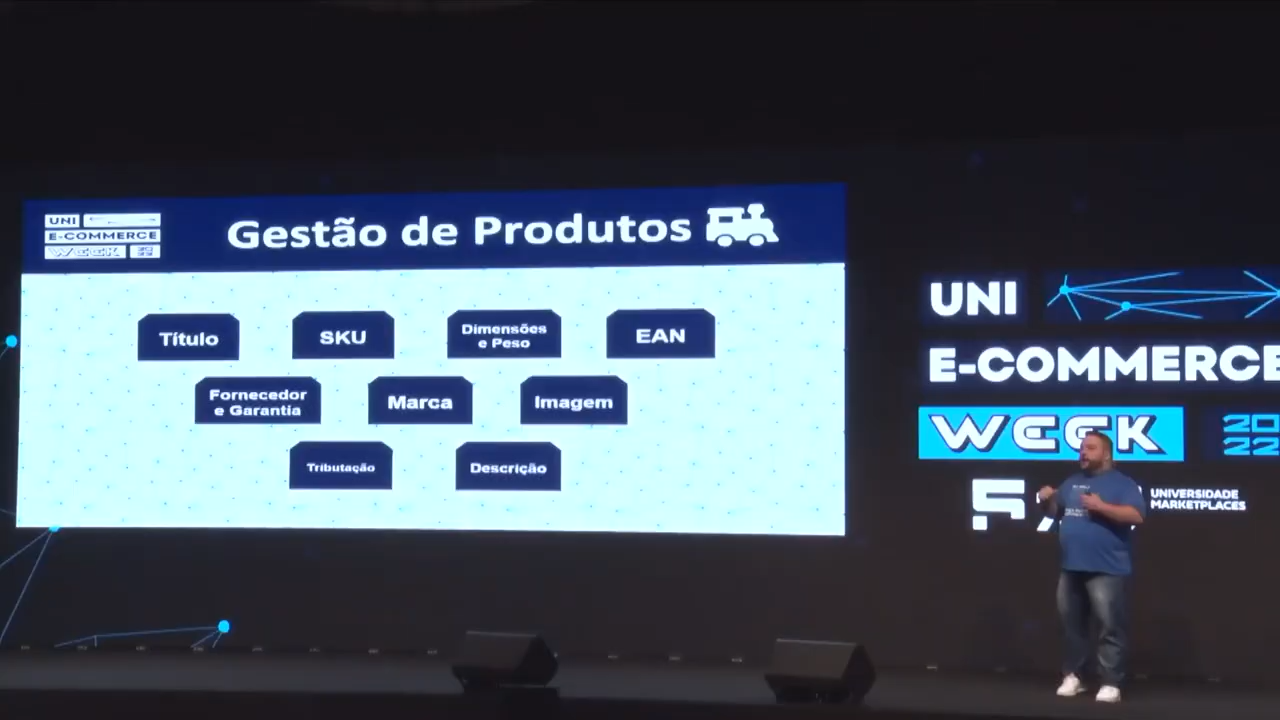 UNI
E-COMMERCE
WEEK 2022
Gestão de Produtos
Título
SKU
Dimensões
e Peso
EAN
Fornecedor
e Garantia
Marca
Imagem
Tributação
Descrição
UNI
E-COMMERCE
WEEK
20
22
UNIVERSIDADE
MARKETPLACES